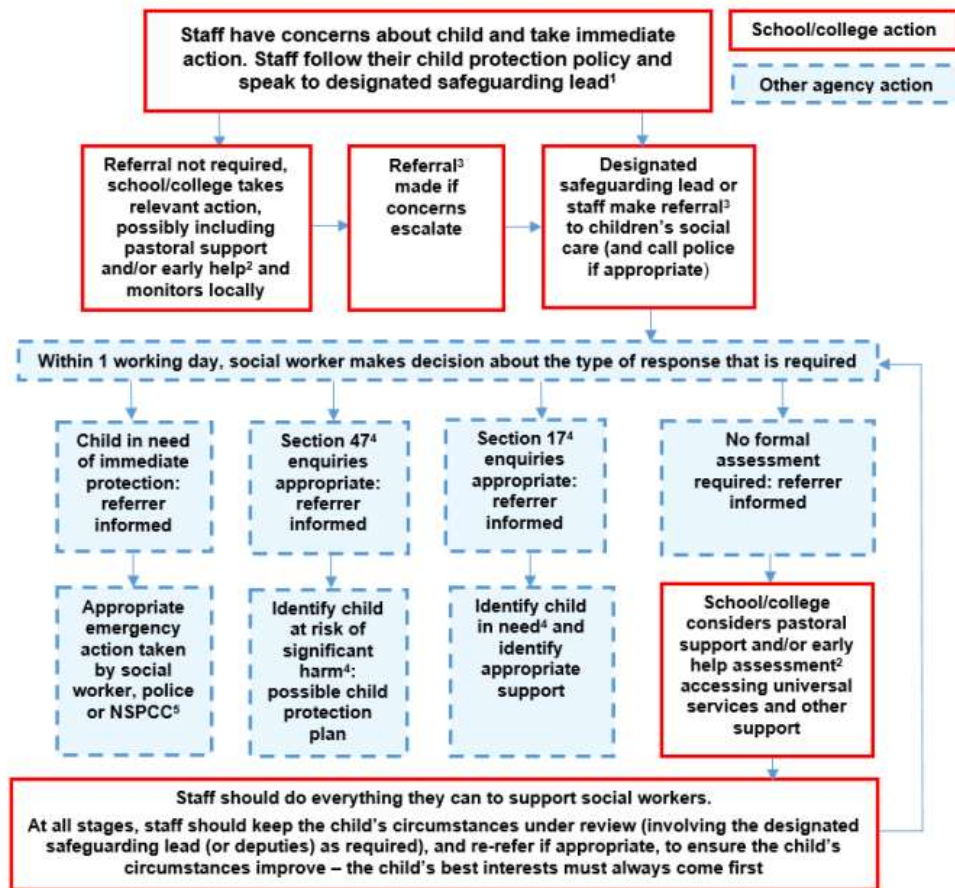 Staff have concerns about child and take immediate
action. Staff follow their child protection policy and
speak to designated safeguarding lead¹
School/college action
Other agency action
Referral not required,
school/college takes
relevant action,
possibly including
pastoral support
and/or early help² and
monitors locally
Referral³
made if
concerns
escalate
Designated
safeguarding lead or
staff make referral³
to children’s social
care (and call police
if appropriate)
Within 1 working day, social worker makes decision about the type of response that is required
Child in need
of immediate
protection:
referrer
informed
Section 47⁴
enquiries
appropriate:
referrer
informed
Section 17⁴
enquiries
appropriate:
referrer
informed
No formal
assessment
required: referrer
informed
Appropriate
emergency
action taken
by social
worker, police
or NSPCC⁵
Identify child
at risk of
significant
harm⁴:
possible child
protection
plan
Identify child
in need⁴ and
identify
appropriate
support
School/college
considers pastoral
support and/or early
help assessment²
accessing universal
services and other
support
Staff should do everything they can to support social workers.
At all stages, staff should keep the child’s circumstances under review (involving the designated
safeguarding lead (or deputies) as required), and re-refer if appropriate, to ensure the child’s
circumstances improve – the child’s best interests must always come first